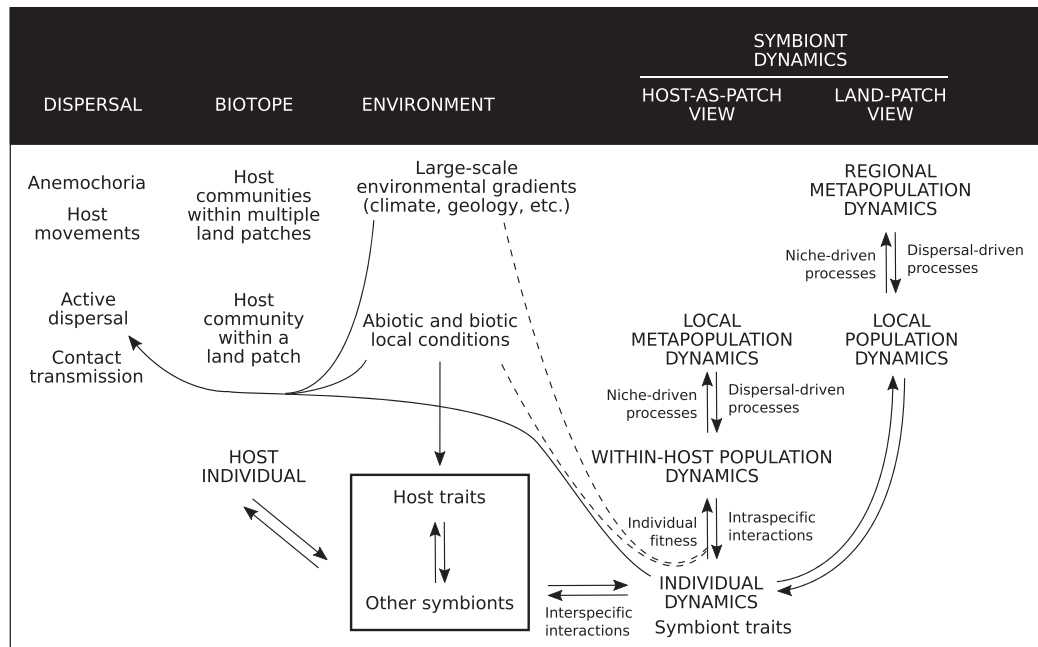 SYMBIONT
DYNAMICS
DISPERSAL
BIOTOPE
ENVIRONMENT
HOST-AS-PATCH
VIEW
LAND-PATCH
VIEW
Anemochoria
Host
movements
Host
communities
within multiple
land patches
Large-scale
environmental gradients
(climate, geology, etc.)
REGIONAL
METAPOPULATION
DYNAMICS
Niche-driven
processes
Dispersal-driven
processes
Active
dispersal
Contact
transmission
Host
community
within a
land patch
Abiotic and biotic
local conditions
LOCAL
METAPOPULATION
DYNAMICS
LOCAL
POPULATION
DYNAMICS
Niche-driven
processes
Dispersal-driven
processes
HOST
INDIVIDUAL
WITHIN-HOST POPULATION
DYNAMICS
Host traits
Individual
fitness
Intraspecific
interactions
Other symbionts
Interspecific
interactions
INDIVIDUAL
DYNAMICS
Symbiont traits